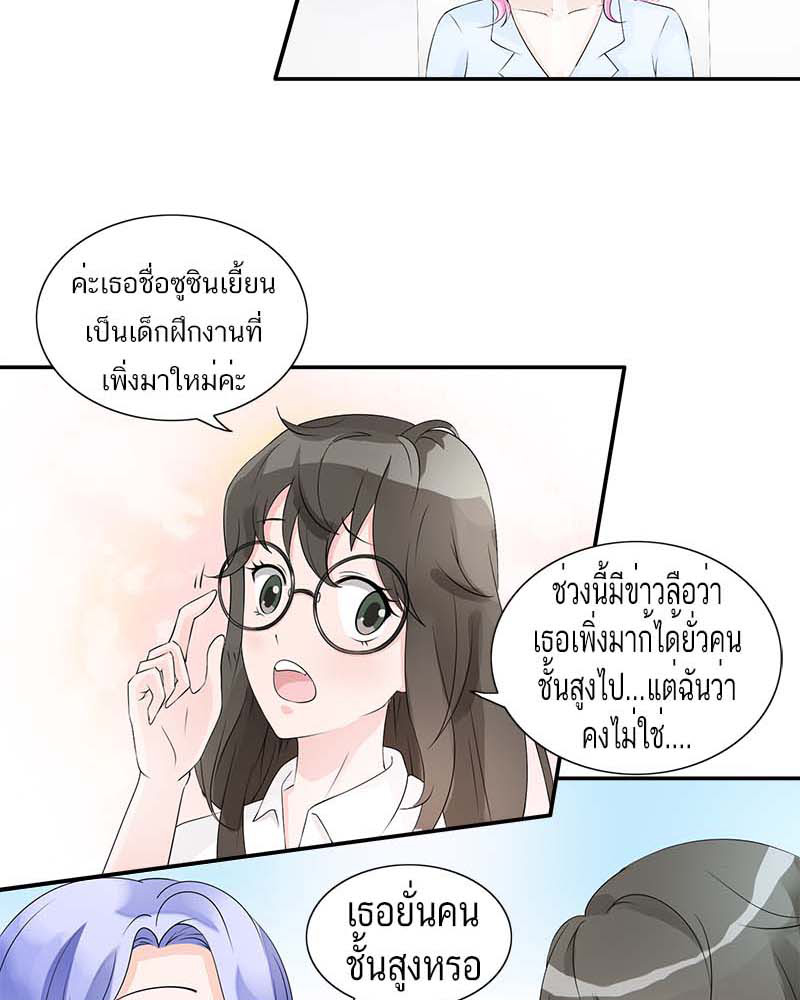 ค่ะเธอชื่อซูซินเยี้ยน
เป็นเด็กฝึกงานที่
เพิ่งมาใหม่ค่ะ
ช่วงนี้มีข่าวลือว่า
เธอเพิ่งมาก้ได้ยั่วคน
ชั้นสูงไป...แต่ฉันว่า
คงไม่ใช่....
เธอยั่นคน
ชั้นสูงหรอ